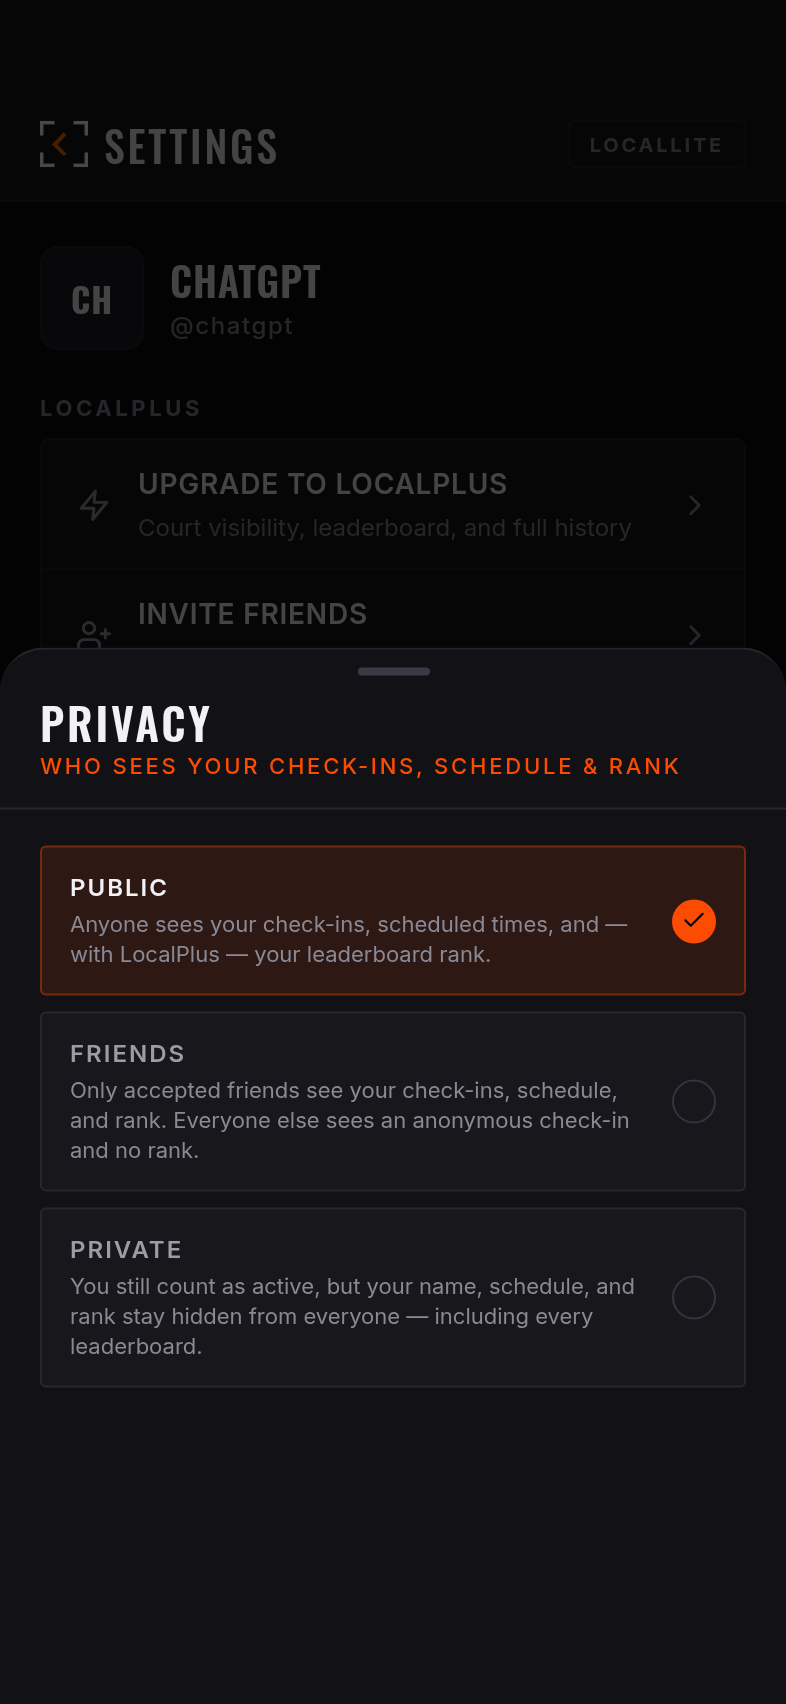 SETTINGS
LOCALLITE
CH
CHATGPT
@chatgpt
LOCALPLUS
UPGRADE TO LOCALPLUS
Court visibility, leaderboard, and full history
INVITE FRIENDS
PRIVACY
WHO SEES YOUR CHECK-INS, SCHEDULE & RANK
PUBLIC
Anyone sees your check-ins, scheduled times, and —
with LocalPlus — your leaderboard rank.
FRIENDS
Only accepted friends see your check-ins, schedule,
and rank. Everyone else sees an anonymous check-in
and no rank.
PRIVATE
You still count as active, but your name, schedule, and
rank stay hidden from everyone — including every
leaderboard.